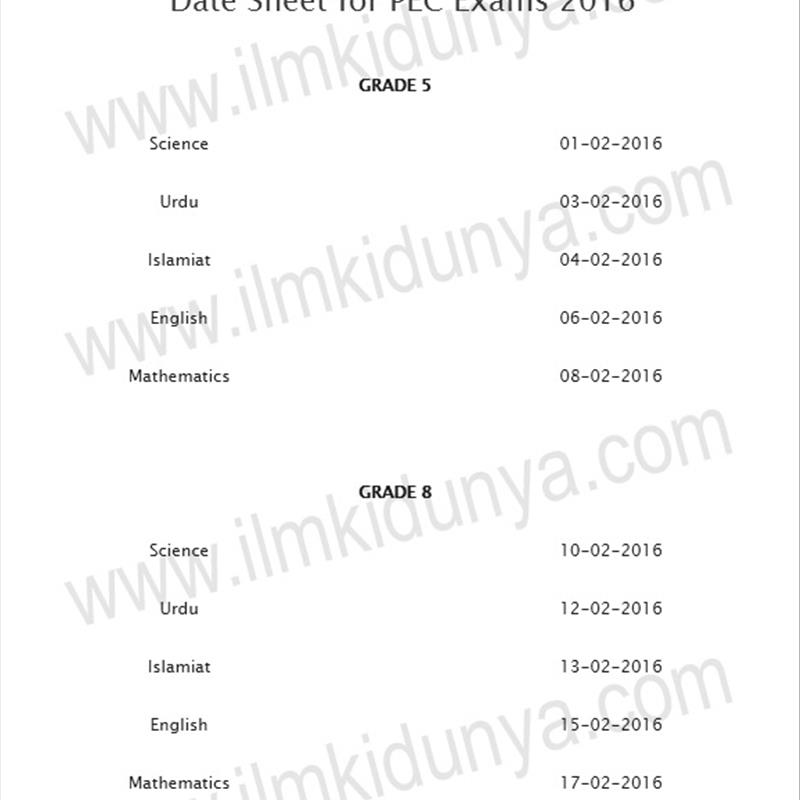 Date Sheet for PEC Exams 2016
GRADE 5
Science 01-02-2016
Urdu 03-02-2016
Islamiat 04-02-2016
English 06-02-2016
Mathematics 08-02-2016
GRADE 8
Science 10-02-2016
Urdu 12-02-2016
Islamiat 13-02-2016
English 15-02-2016
Mathematics 17-02-2016
www.ilmkidunya.com
www.ilmkidunya.com
www.ilmkidunya.com
www.ilmkidunya.com